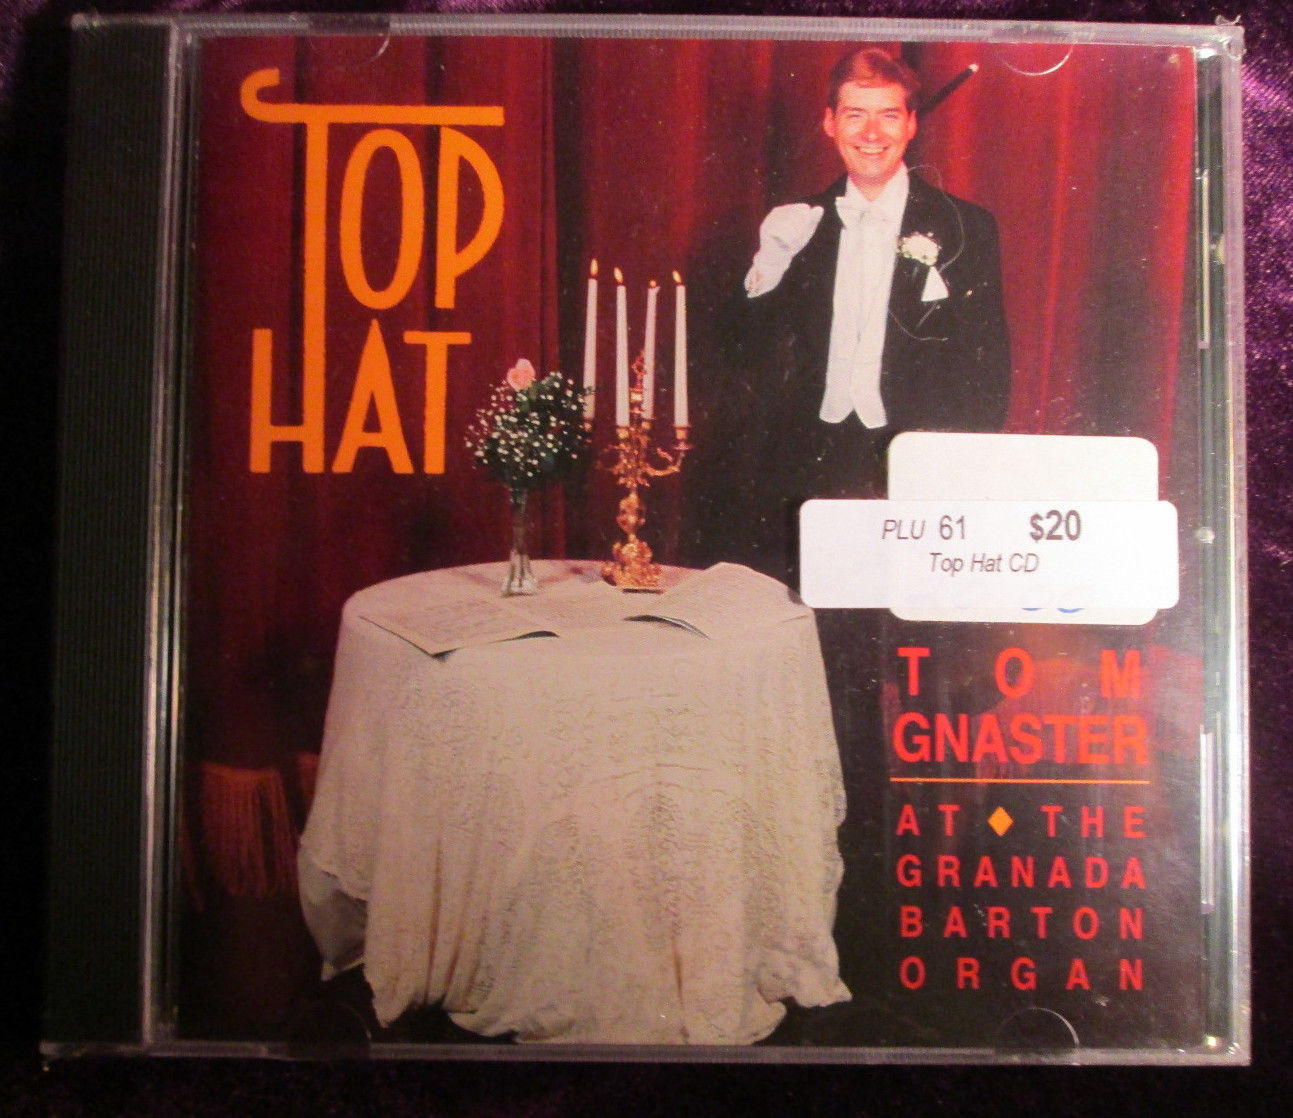 TOP
HAT
PLU 61 $20
Top Hat CD
TOM
GNASTER
AT ♦ THE
GRANADA
BARTON
ORGAN